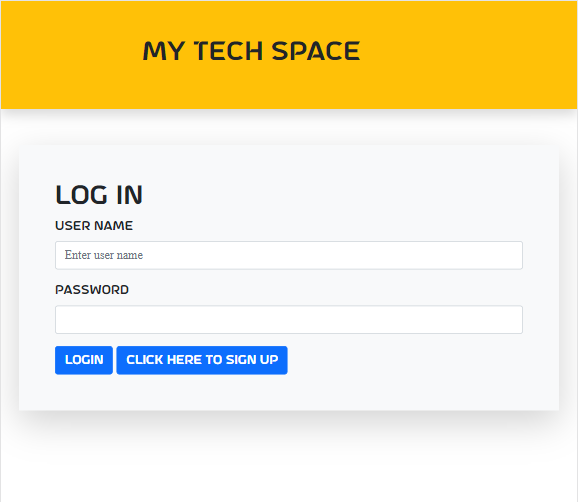 MY TECH SPACE
LOG IN
USER NAME
Enter user name
PASSWORD
LOGIN CLICK HERE TO SIGN UP